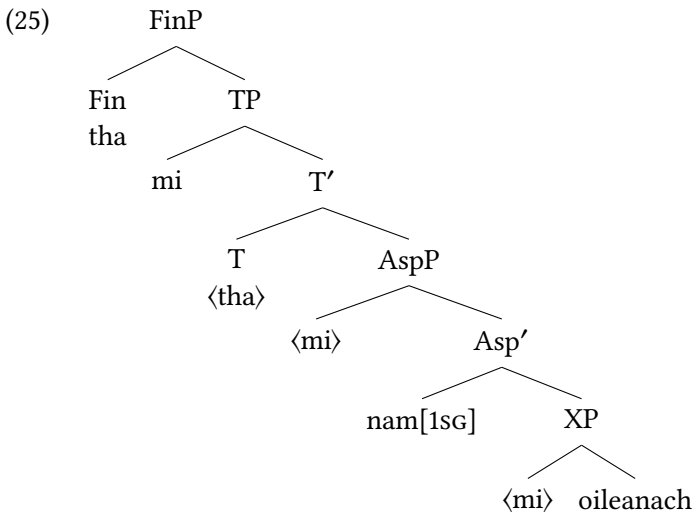 (25) FinP
Fin TP
tha
mi T′
T AspP
⟨tha⟩
⟨mi⟩ Asp′
nam[1SG] XP
⟨mi⟩ oileanach